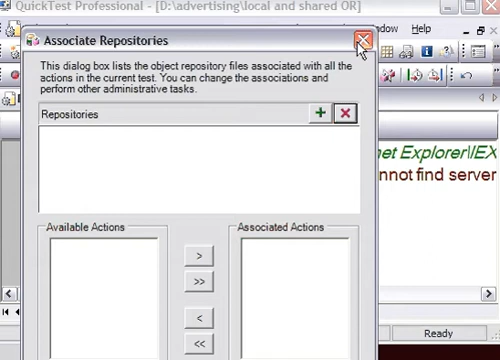 QuickTest Professional - [D:\advertising\local and shared OR]
Associate Repositories
This dialog box lists the object repository files associated with all the
actions in the current test. You can change the associations and
perform other administrative tasks.
Repositories
Available Actions
Associated Actions
>
>>
<
<<
Help
net Explorer\IEX
nnot find server
Ready